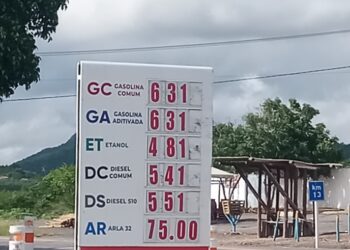 GC GASOLINA COMUM 6 31
GA GASOLINA ADITIVADA 6 31
ET ETANOL 4 81
DC DIESEL COMUM 5 41
DS DIESEL S10 5 51
AR ARLA 32 75.00
km
13